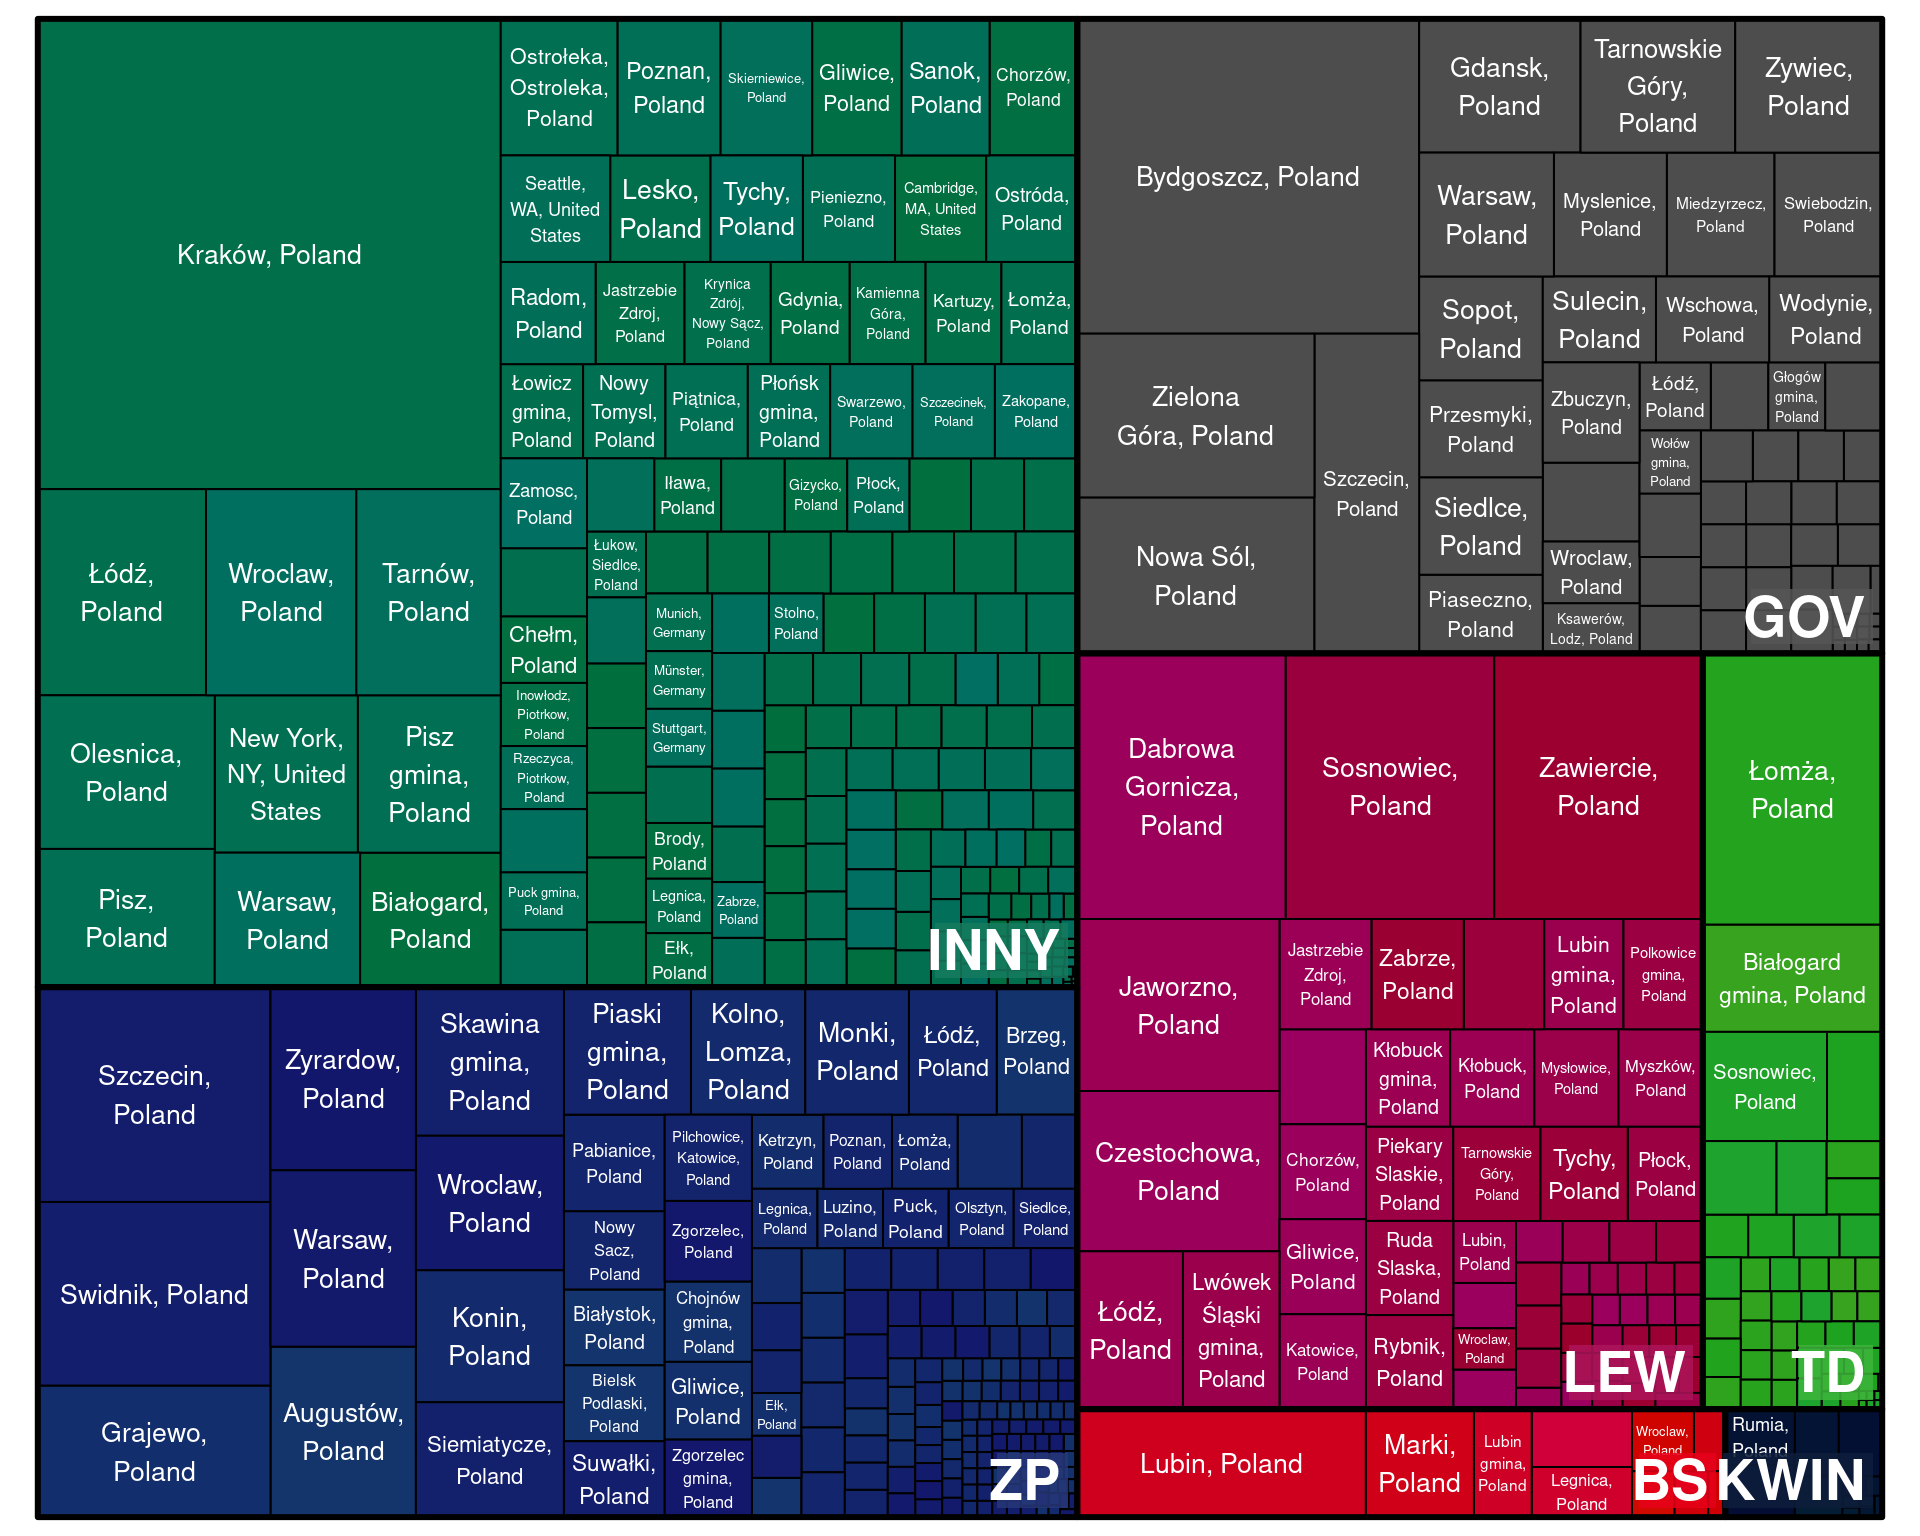 Kraków, Poland
Łódź,
Poland
Wroclaw,
Poland
Tarnów,
Poland
Olesnica,
Poland
New York,
NY, United
States
Pisz
gmina,
Poland
Pisz,
Poland
Warsaw,
Poland
Białogard,
Poland
Ostrołeka,
Ostroleka,
Poland
Poznan,
Poland
Skierniewice,
Poland
Gliwice,
Poland
Sanok,
Poland
Chorzów,
Poland
Seattle,
WA, United
States
Lesko,
Poland
Tychy,
Poland
Pieniezno,
Poland
Cambridge,
MA, United
States
Ostróda,
Poland
Radom,
Poland
Jastrzebie
Zdroj,
Poland
Krynica
Zdrój,
Nowy Sącz,
Poland
Gdynia,
Poland
Kamienna
Góra,
Poland
Kartuzy,
Poland
Łomża,
Poland
Łowicz
gmina,
Poland
Nowy
Tomysl,
Poland
Piątnica,
Poland
Płońsk
gmina,
Poland
Swarzewo,
Poland
Szczecinek,
Poland
Zakopane,
Poland
Zamosc,
Poland
Iława,
Poland
Gizycko,
Poland
Płock,
Poland
Łukow,
Siedlce,
Poland
Chełm,
Poland
Munich,
Germany
Stolno,
Poland
Inowłodz,
Piotrkow,
Poland
Münster,
Germany
Rzeczyca,
Piotrkow,
Poland
Stuttgart,
Germany
Brody,
Poland
Puck gmina,
Poland
Legnica,
Poland
Zabrze,
Poland
Ełk,
Poland
INNY
Bydgoszcz, Poland
Gdansk,
Poland
Tarnowskie
Góry,
Poland
Zywiec,
Poland
Warsaw,
Poland
Myslenice,
Poland
Miedzyrzecz,
Poland
Swiebodzin,
Poland
Zielona
Góra, Poland
Nowa Sól,
Poland
Szczecin,
Poland
Sopot,
Poland
Sulecin,
Poland
Wschowa,
Poland
Wodynie,
Poland
Przesmyki,
Poland
Zbuczyn,
Poland
Łódź,
Poland
Głogów
gmina,
Poland
Wołów
gmina,
Poland
Siedlce,
Poland
Wroclaw,
Poland
Piaseczno,
Poland
Ksawerów,
Lodz, Poland
GOV
Dabrowa
Gornicza,
Poland
Sosnowiec,
Poland
Zawiercie,
Poland
Jaworzno,
Poland
Czestochowa,
Poland
Łódź,
Poland
Lwówek
Śląski
gmina,
Poland
Jastrzebie
Zdroj,
Poland
Zabrze,
Poland
Lubin
gmina,
Poland
Polkowice
gmina,
Poland
Kłobuck
gmina,
Poland
Kłobuck,
Poland
Mysłowice,
Poland
Myszków,
Poland
Chorzów,
Poland
Piekary
Slaskie,
Poland
Tarnowskie
Góry,
Poland
Tychy,
Poland
Płock,
Poland
Gliwice,
Poland
Ruda
Slaska,
Poland
Lubin,
Poland
Katowice,
Poland
Rybnik,
Poland
Wroclaw,
Poland
LEW
Łomża,
Poland
Białogard
gmina, Poland
Sosnowiec,
Poland
TD
Szczecin,
Poland
Swidnik, Poland
Grajewo,
Poland
Zyrardow,
Poland
Warsaw,
Poland
Augustów,
Poland
Skawina
gmina,
Poland
Wroclaw,
Poland
Konin,
Poland
Siemiatycze,
Poland
Piaski
gmina,
Poland
Kolno,
Lomza,
Poland
Monki,
Poland
Łódź,
Poland
Brzeg,
Poland
Pabianice,
Poland
Pilchowice,
Katowice,
Poland
Ketrzyn,
Poland
Poznan,
Poland
Łomża,
Poland
Nowy
Sacz,
Poland
Zgorzelec,
Poland
Legnica,
Poland
Luzino,
Poland
Puck,
Poland
Olsztyn,
Poland
Siedlce,
Poland
Białystok,
Poland
Chojnów
gmina,
Poland
Bielsk
Podlaski,
Poland
Gliwice,
Poland
Ełk,
Poland
Suwałki,
Poland
Zgorzelec
gmina,
Poland
ZP
Lubin, Poland
Marki,
Poland
Lubin
gmina,
Poland
Legnica,
Poland
Wroclaw,
Poland
BS
Rumia,
Poland
KWIN